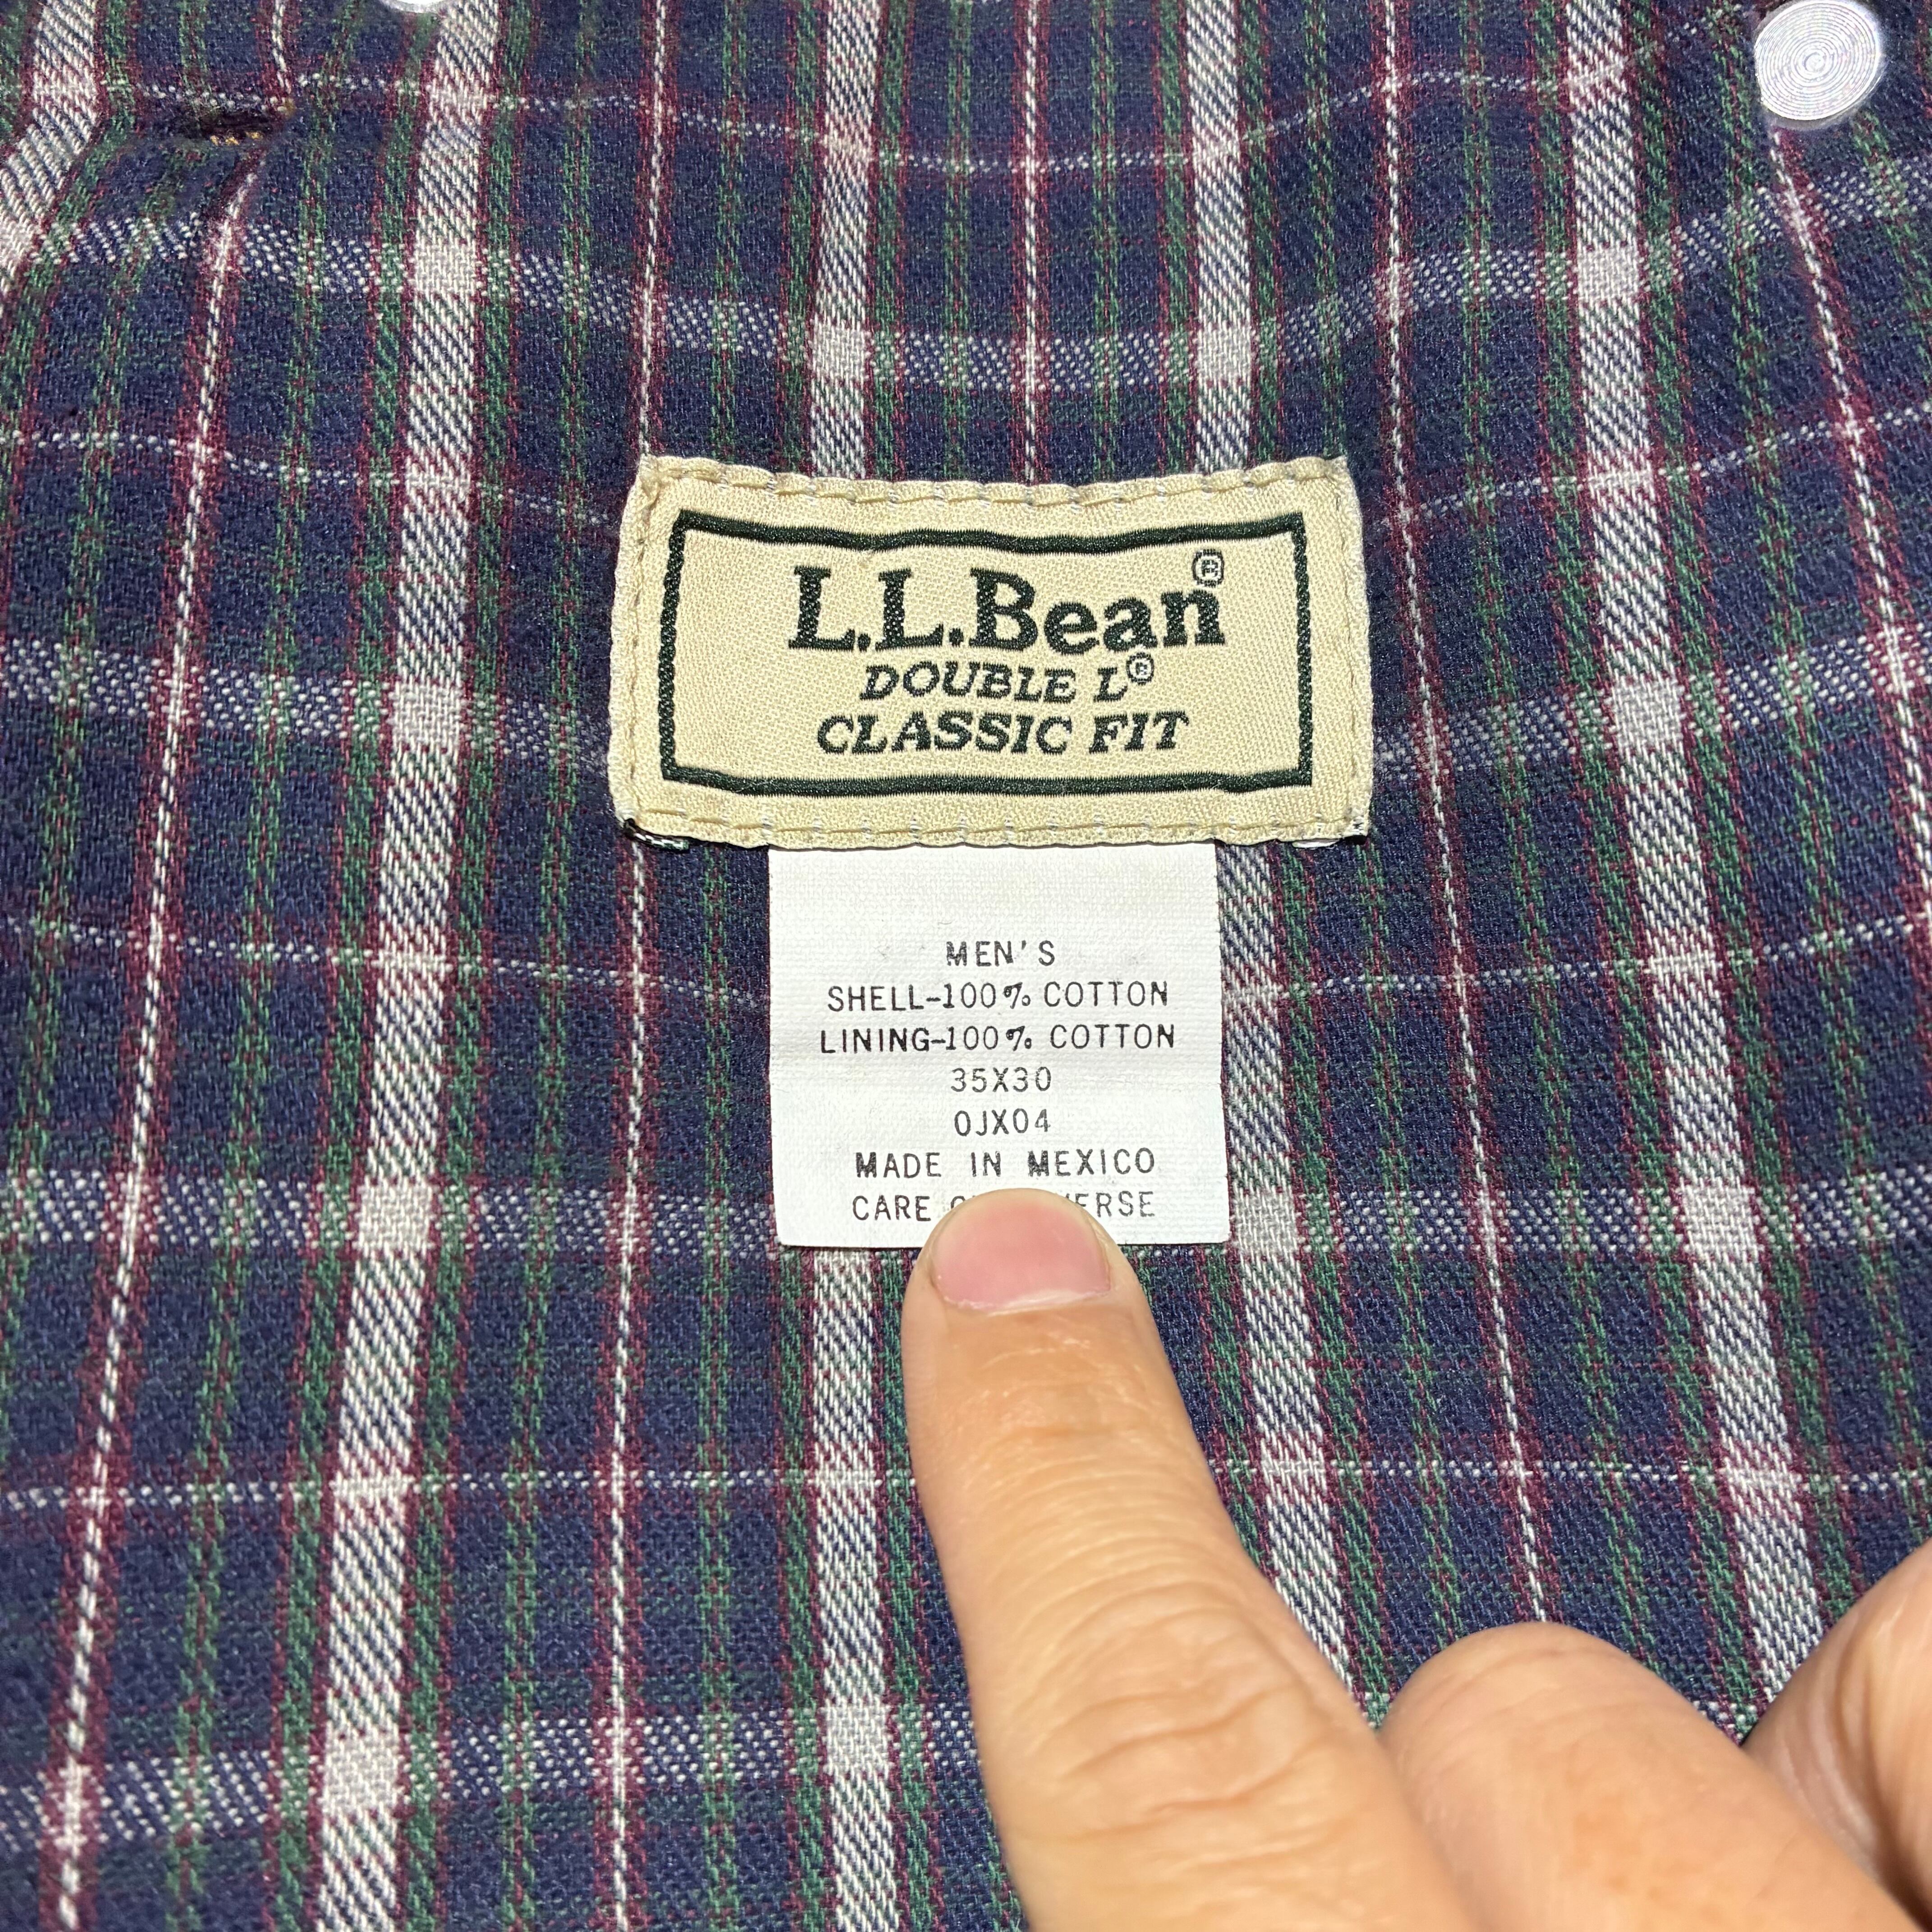 L.L.Bean®
DOUBLE L®
CLASSIC FIT
MEN'S
SHELL-100% COTTON
LINING-100% COTTON
35X30
0JX04
MADE IN MEXICO
CARE